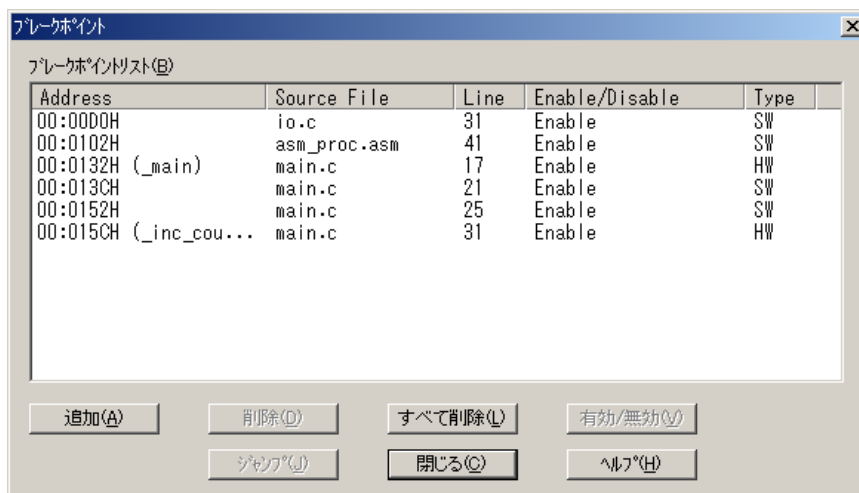 ﾌﾞﾚｰｸﾎﾟｲﾝﾄ
ﾌﾞﾚｰｸﾎﾟｲﾝﾄﾘｽﾄ(B)
Address Source File Line Enable/Disable Type
00:00D0H io.c 31 Enable SW
00:0102H asm_proc.asm 41 Enable SW
00:0132H (_main) main.c 17 Enable HW
00:013CH main.c 21 Enable SW
00:0152H main.c 25 Enable SW
00:015CH (_inc_cou... main.c 31 Enable HW
追加(A) 削除(D) すべて削除(L) 有効/無効(V)
ｼﾞｬﾝﾌﾟ(J) 閉じる(C) ﾍﾙﾌﾟ(H)